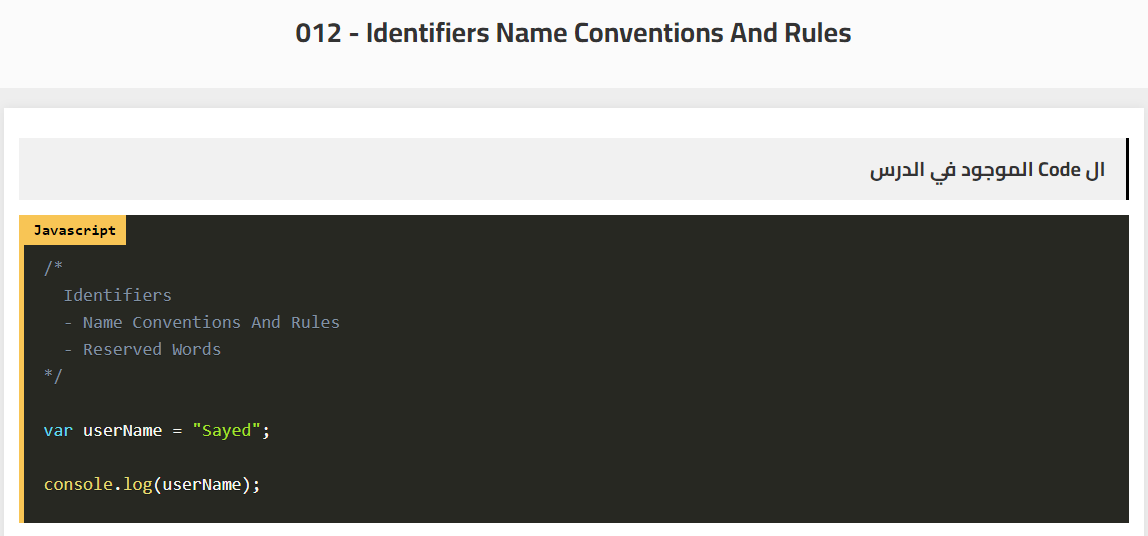 012 - Identifiers Name Conventions And Rules
ال Code الموجود في الدرس
Javascript
/*
  Identifiers
  - Name Conventions And Rules
  - Reserved Words
*/
var userName = "Sayed";
console.log(userName);